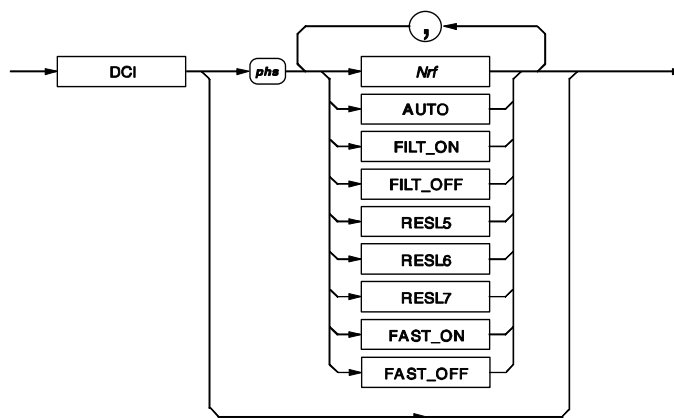 ,
DCI phs Nrf
AUTO
FILT_ON
FILT_OFF
RESL5
RESL6
RESL7
FAST_ON
FAST_OFF